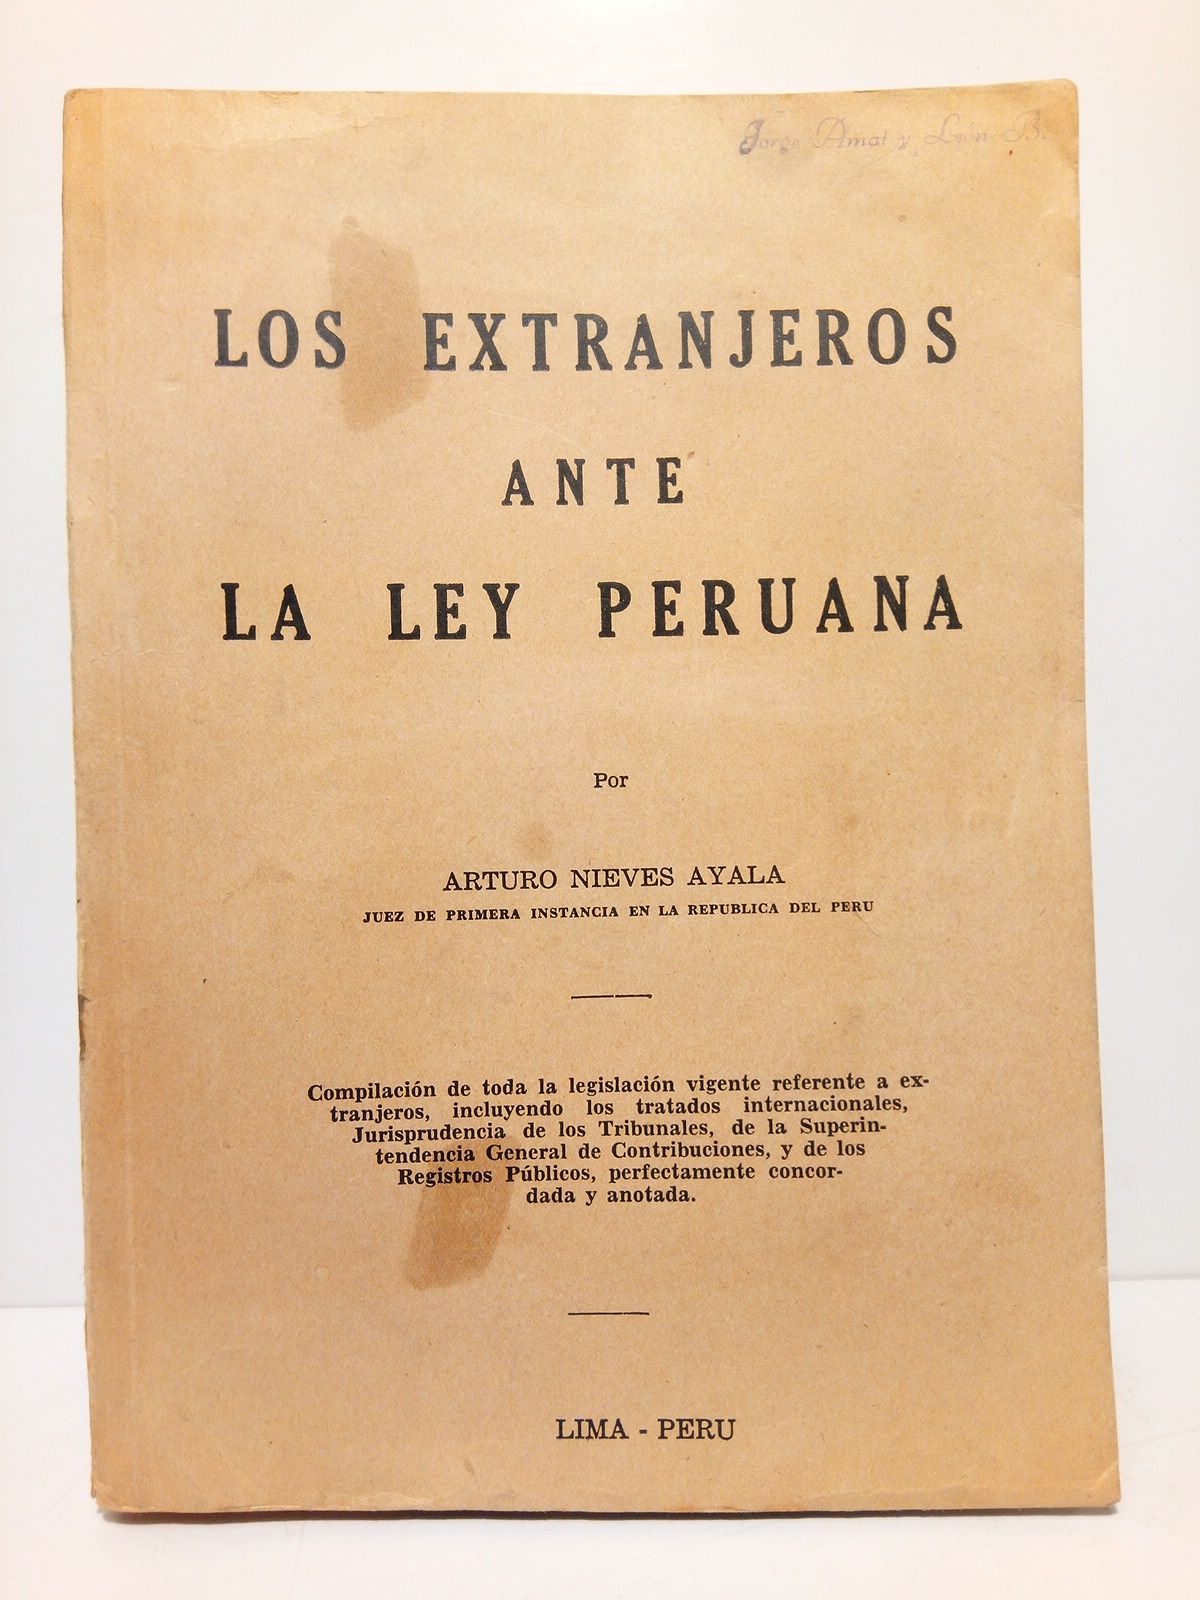 Jorge Amat y León B.
LOS EXTRANJEROS
ANTE
LA LEY PERUANA
Por
ARTURO NIEVES AYALA
JUEZ DE PRIMERA INSTANCIA EN LA REPUBLICA DEL PERU
Compilación de toda la legislación vigente referente a ex-
tranjeros, incluyendo los tratados internacionales,
Jurisprudencia de los Tribunales, de la Superin-
tendencia General de Contribuciones, y de los
Registros Públicos, perfectamente concor-
dada y anotada.
LIMA - PERU